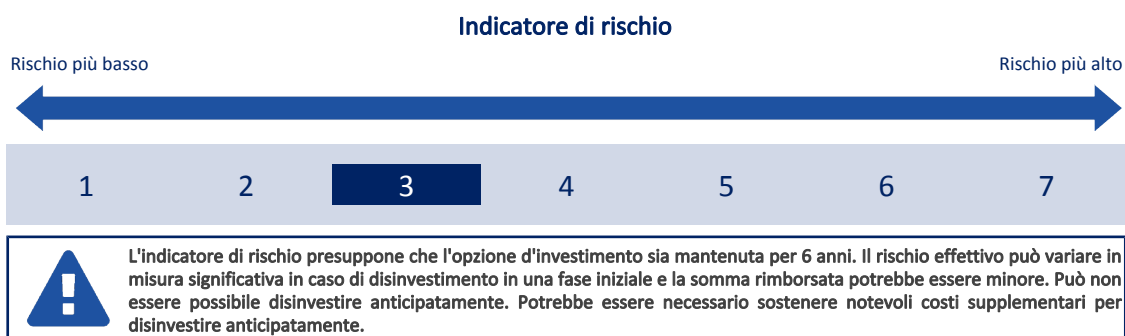 Indicatore di rischio
Rischio più basso
Rischio più alto
1 2 3 4 5 6 7
L'indicatore di rischio presuppone che l'opzione d'investimento sia mantenuta per 6 anni. Il rischio effettivo può variare in
misura significativa in caso di disinvestimento in una fase iniziale e la somma rimborsata potrebbe essere minore. Può non
essere possibile disinvestire anticipatamente. Potrebbe essere necessario sostenere notevoli costi supplementari per
disinvestire anticipatamente.